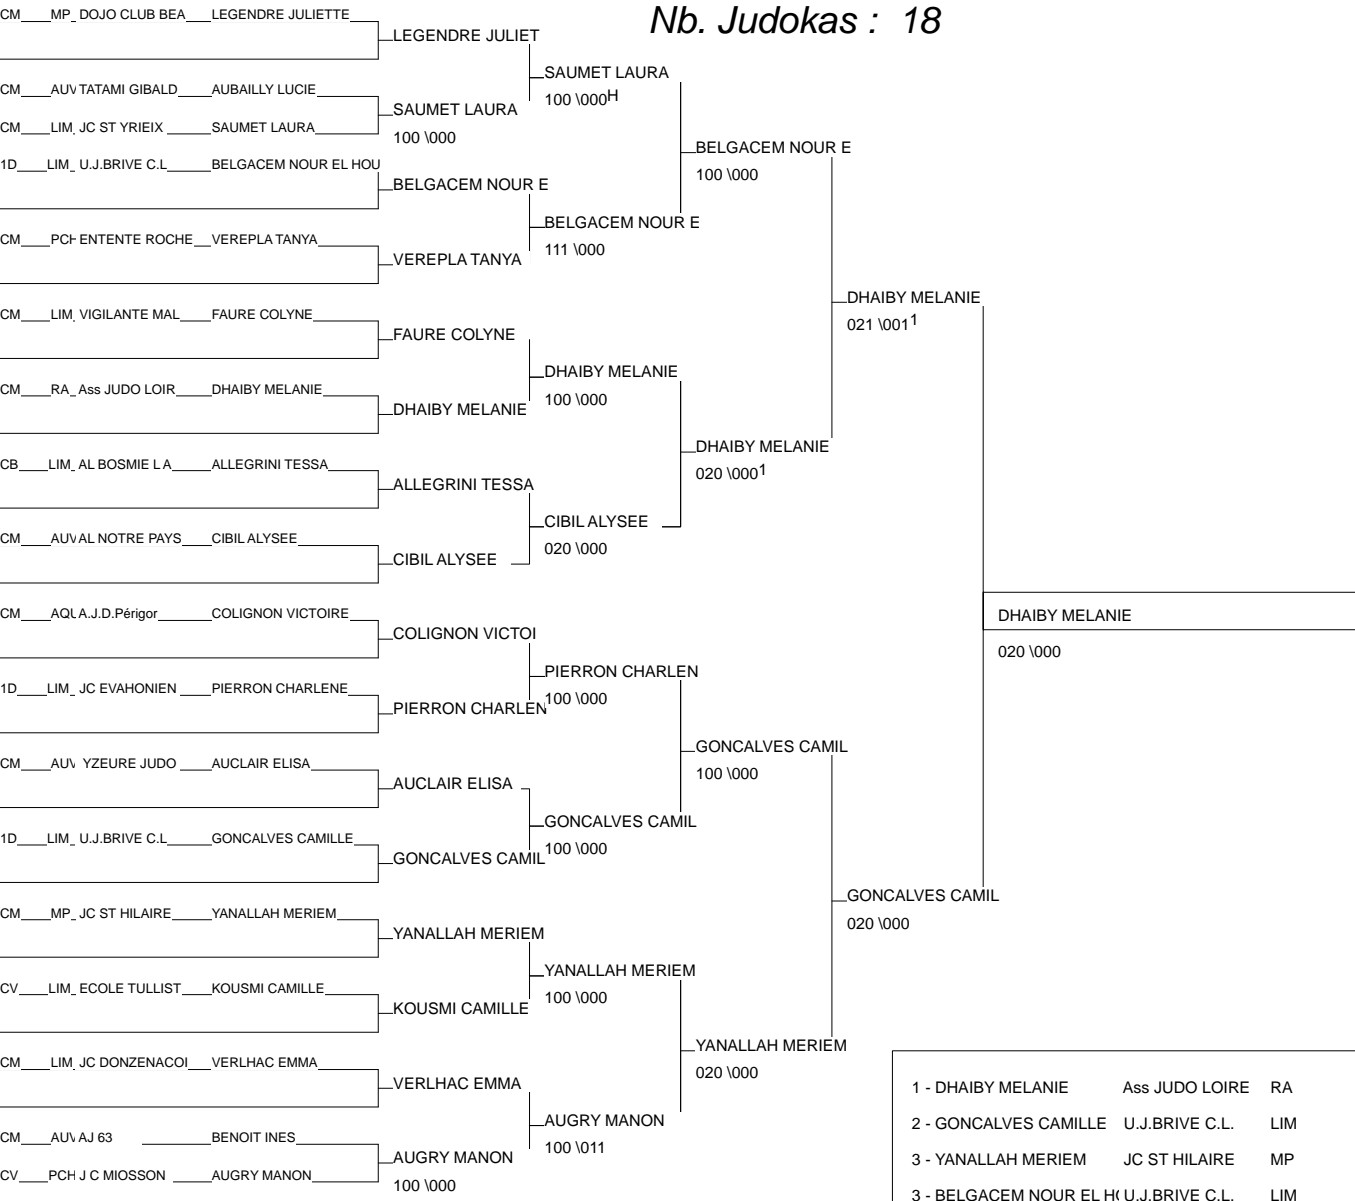 Nb. Judokas : 18
CM MP DOJO CLUB BEA LEGENDRE JULIETTE
CM AUV TATAMI GIBALD AUBAILLY LUCIE
CM LIM JC ST YRIEIX SAUMET LAURA
1D LIM U.J.BRIVE C.L BELGACEM NOUR EL HOU
CM PCH ENTENTE ROCHE VEREPLA TANYA
CM LIM VIGILANTE MAL FAURE COLYNE
CM RA Ass JUDO LOIR DHAIBY MELANIE
CB LIM AL BOSMIE L A ALLEGRINI TESSA
CM AUV AL NOTRE PAYS CIBIL ALYSEE
CM AQU A.J.D.Périgor COLIGNON VICTOIRE
1D LIM JC EVAHONIEN PIERRON CHARLENE
CM AUV YZEURE JUDO AUCLAIR ELISA
1D LIM U.J.BRIVE C.L GONCALVES CAMILLE
CM MP JC ST HILAIRE YANALLAH MERIEM
CV LIM ECOLE TULLIST KOUSMI CAMILLE
CM LIM JC DONZENACOI VERLHAC EMMA
CM AUV AJ 63 BENOIT INES
CV PCH J C MIOSSON AUGRY MANON
LEGENDRE JULIET
SAUMET LAURA
100 \000
BELGACEM NOUR E
VEREPLA TANYA
FAURE COLYNE
DHAIBY MELANIE
ALLEGRINI TESSA
CIBIL ALYSEE
COLIGNON VICTOI
PIERRON CHARLEN
AUCLAIR ELISA
GONCALVES CAMIL
YANALLAH MERIEM
KOUSMI CAMILLE
VERLHAC EMMA
AUGRY MANON
100 \000
SAUMET LAURA
100 \000H
BELGACEM NOUR E
111 \000
DHAIBY MELANIE
100 \000
CIBIL ALYSEE
020 \000
PIERRON CHARLEN
100 \000
GONCALVES CAMIL
100 \000
YANALLAH MERIEM
100 \000
AUGRY MANON
100 \011
BELGACEM NOUR E
100 \000
DHAIBY MELANIE
020 \0001
GONCALVES CAMIL
100 \000
YANALLAH MERIEM
020 \000
DHAIBY MELANIE
021 \0011
GONCALVES CAMIL
020 \000
DHAIBY MELANIE
020 \000
1 - DHAIBY MELANIE Ass JUDO LOIRE RA
2 - GONCALVES CAMILLE U.J.BRIVE C.L. LIM
3 - YANALLAH MERIEM JC ST HILAIRE MP
3 - BELGACEM NOUR EL H( U.J.BRIVE C.L. LIM